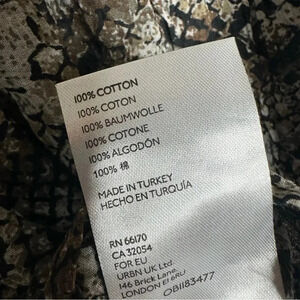 100% COTTON
100% COTON
100% BAUMWOLLE
100% COTONE
100% ALGODÓN
100% 棉
MADE IN TURKEY
HECHO EN TURQUÍA
RN 66170
CA 32054
FOR EU
URBN UK Ltd.
146 Brick Lane
LONDON E1 6RU
OB1183477